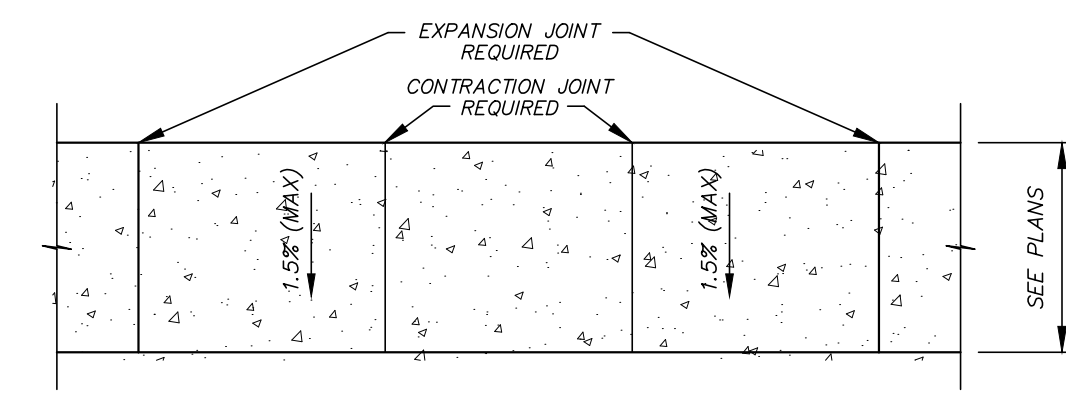 EXPANSION JOINT
REQUIRED
CONTRACTION JOINT
REQUIRED
1.5% (MAX)
1.5% (MAX)
SEE PLANS